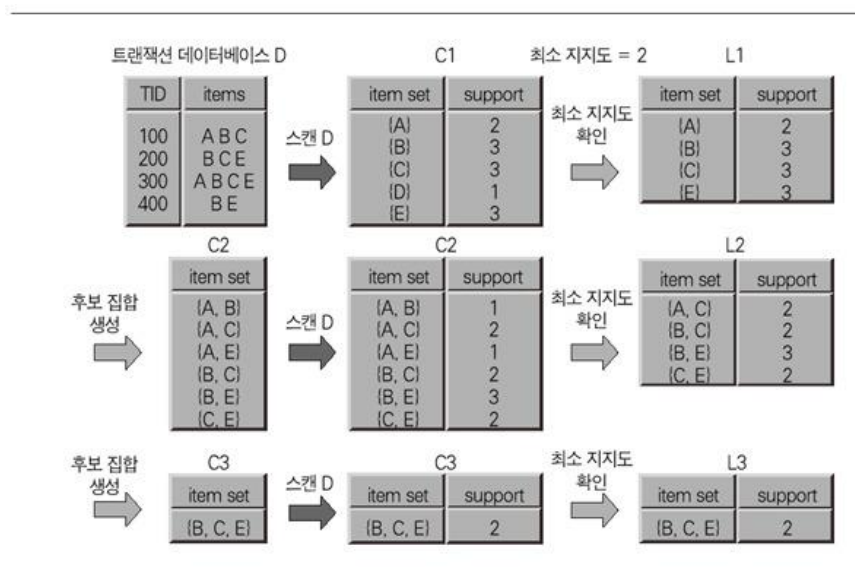 트랜잭션 데이터베이스 D C1 최소 지지도 = 2 L1
TID items
100 A B C
200 B C E
300 A B C E
400 B E
스캔 D
item set support
{A} 2
{B} 3
{C} 3
{D} 1
{E} 3
최소 지지도
확인
item set support
{A} 2
{B} 3
{C} 3
{E} 3
후보 집합
생성
C2
item set
{A, B}
{A, C}
{A, E}
{B, C}
{B, E}
{C, E}
스캔 D
C2
item set support
{A, B} 1
{A, C} 2
{A, E} 1
{B, C} 2
{B, E} 3
{C, E} 2
최소 지지도
확인
L2
item set support
{A, C} 2
{B, C} 2
{B, E} 3
{C, E} 2
후보 집합
생성
C3
item set
{B, C, E}
스캔 D
C3
item set support
{B, C, E} 2
최소 지지도
확인
L3
item set support
{B, C, E} 2